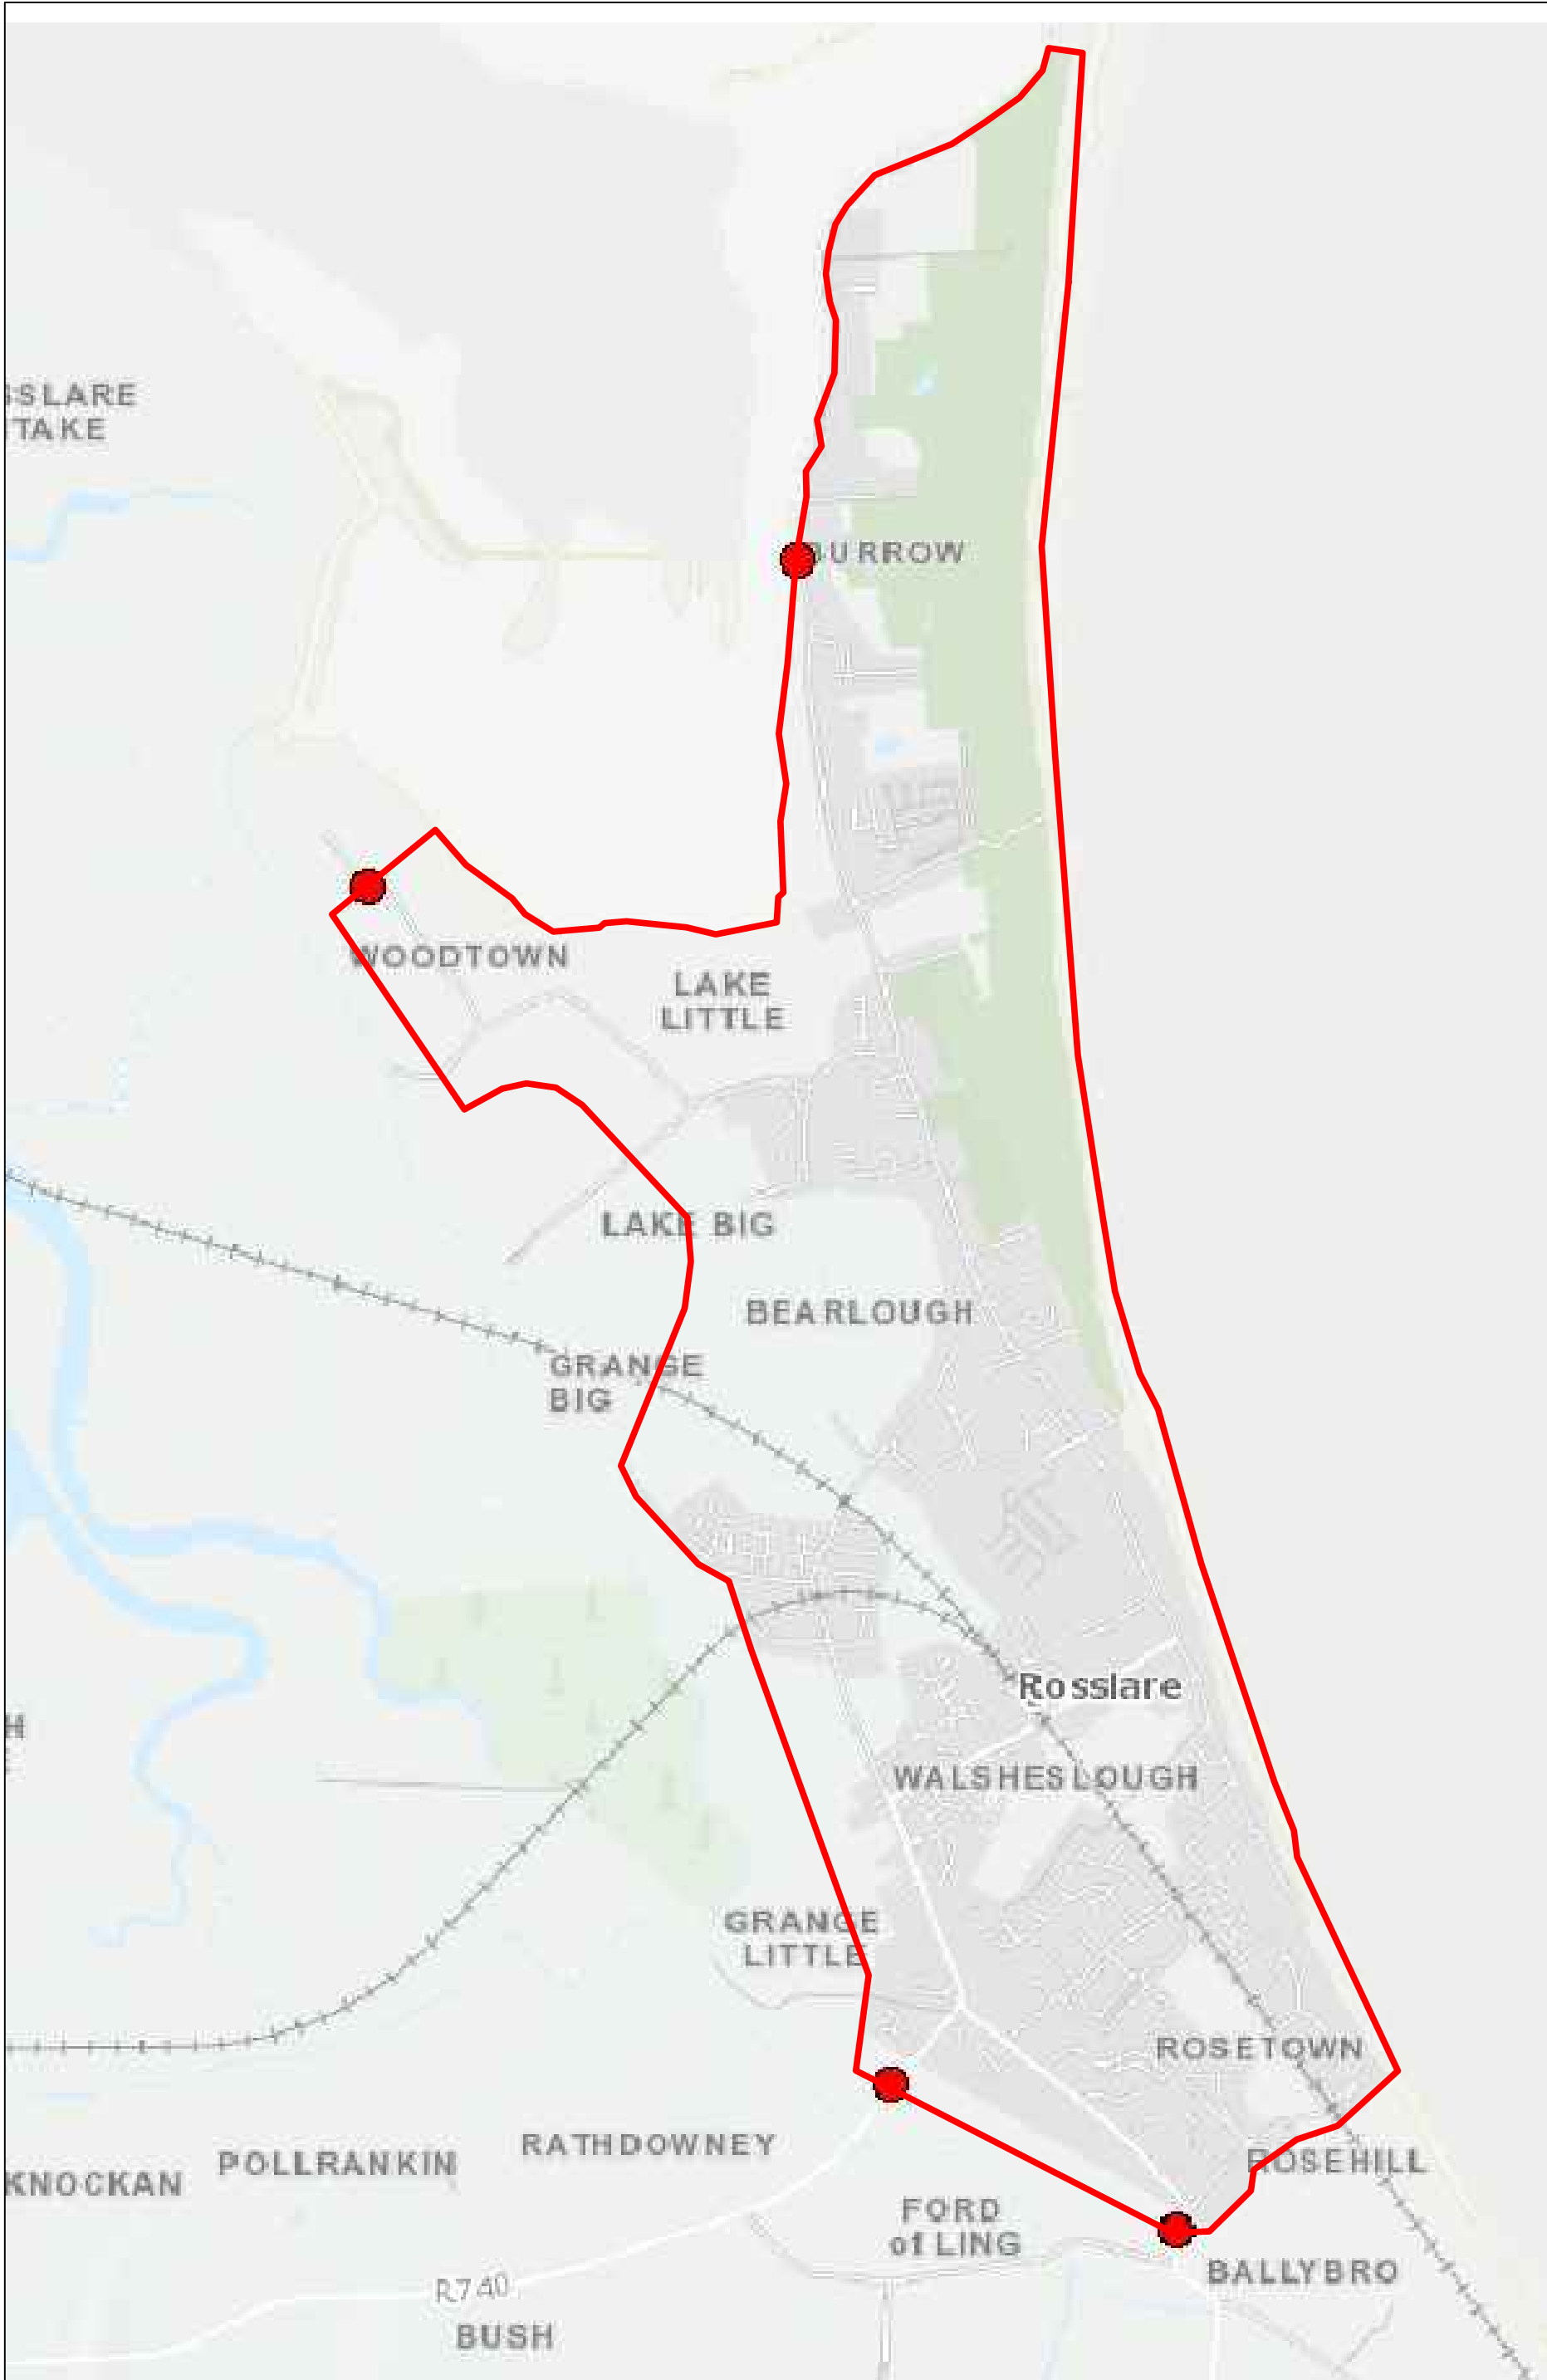 SSLARE
TAKE
BURROW
WOODTOWN
LAKE
LITTLE
LAKE BIG
BEARLOUGH
GRANGE
BIG
Rosslare
H
WALSHESLOUGH
GRANGE
LITTLE
ROSETOWN
RATHDOWNEY
POLLRANKIN
KNOCKAN
ROSEHILL
FORD
of LING
BALLYBRO
R740
BUSH